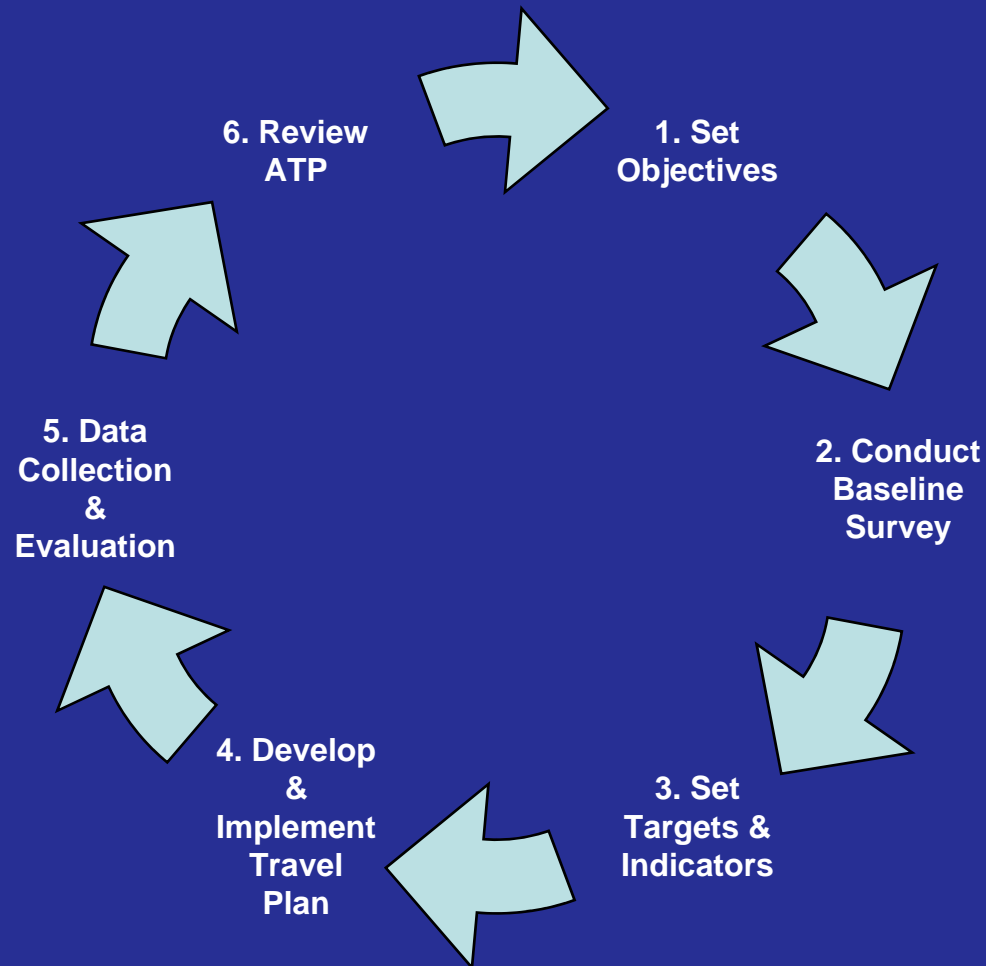 1. Set
Objectives
2. Conduct
Baseline
Survey
3. Set
Targets &
Indicators
4. Develop
&
Implement
Travel
Plan
5. Data
Collection
&
Evaluation
6. Review
ATP